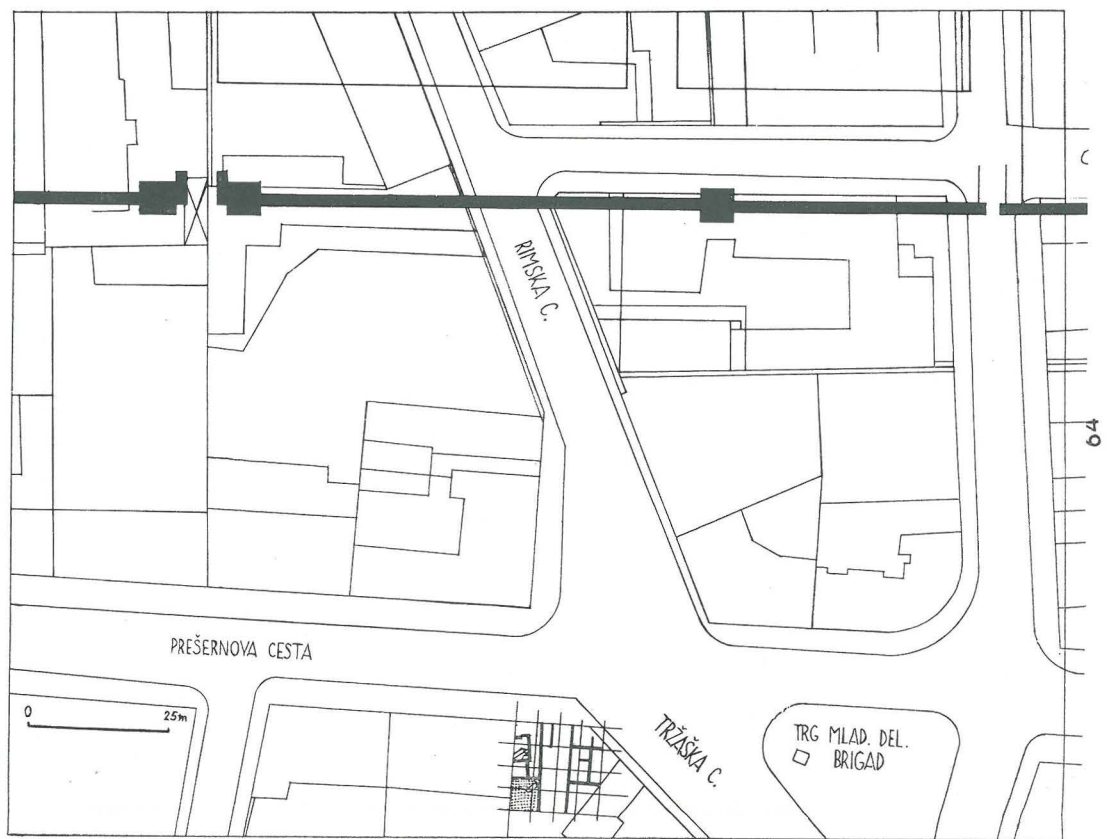 RIMSKA C.
64
PREŠERNOVA CESTA
0 25m
TRŽAŠKA C.
TRG MLAD. DEL.
BRIGAD